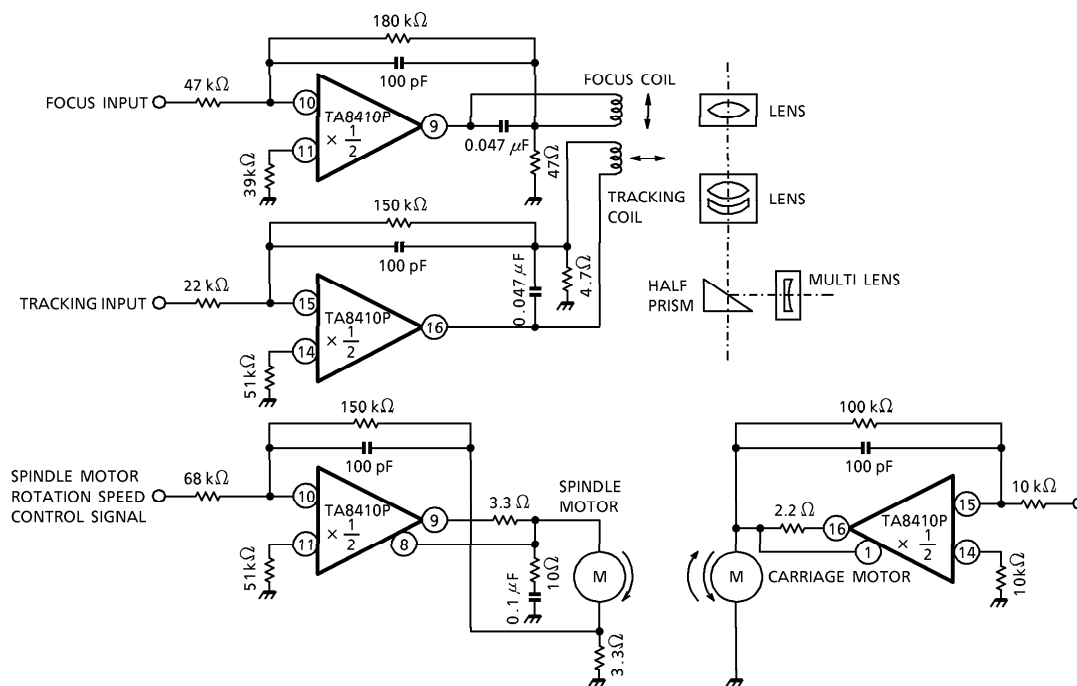 180 kΩ
100 pF
47 kΩ
FOCUS INPUT
10
TA8410P
× 1/2
9
11
39kΩ
0.047 μF
47Ω
FOCUS COIL
LENS
TRACKING
COIL
LENS
150 kΩ
100 pF
22 kΩ
TRACKING INPUT
15
TA8410P
× 1/2
16
14
51kΩ
0.047 μF
4.7Ω
HALF
PRISM
MULTI LENS
150 kΩ
100 pF
SPINDLE MOTOR
ROTATION SPEED
CONTROL SIGNAL
68 kΩ
10
TA8410P
× 1/2
9
8
11
51kΩ
3.3 Ω
10Ω
0.1 μF
SPINDLE
MOTOR
M
3.3Ω
100 kΩ
100 pF
10 kΩ
15
TA8410P
× 1/2
16
1
14
2.2 Ω
10kΩ
M
CARRIAGE MOTOR